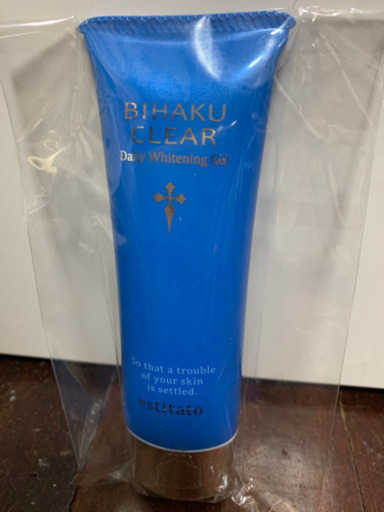 BIHAKU
CLEAR
Daily Whitening Gel
So that a trouble
of your skin
is settled.
estitato